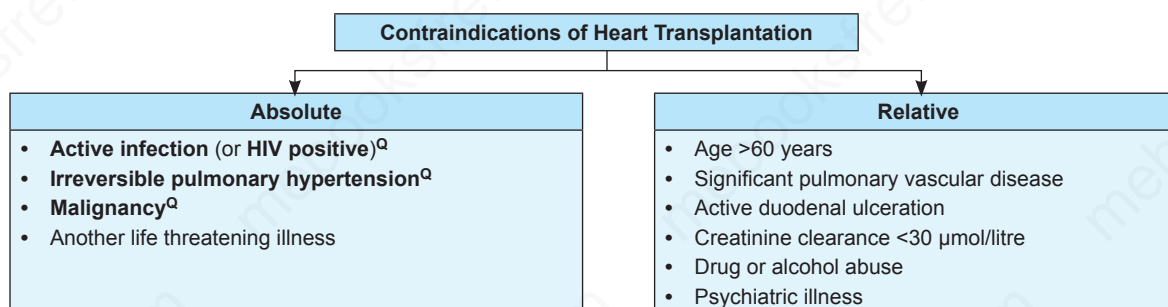 Contraindications of Heart Transplantation
Absolute
• Active infection (or HIV positive)Q
• Irreversible pulmonary hypertensionQ
• MalignancyQ
• Another life threatening illness
Relative
• Age >60 years
• Significant pulmonary vascular disease
• Active duodenal ulceration
• Creatinine clearance <30 µmol/litre
• Drug or alcohol abuse
• Psychiatric illness